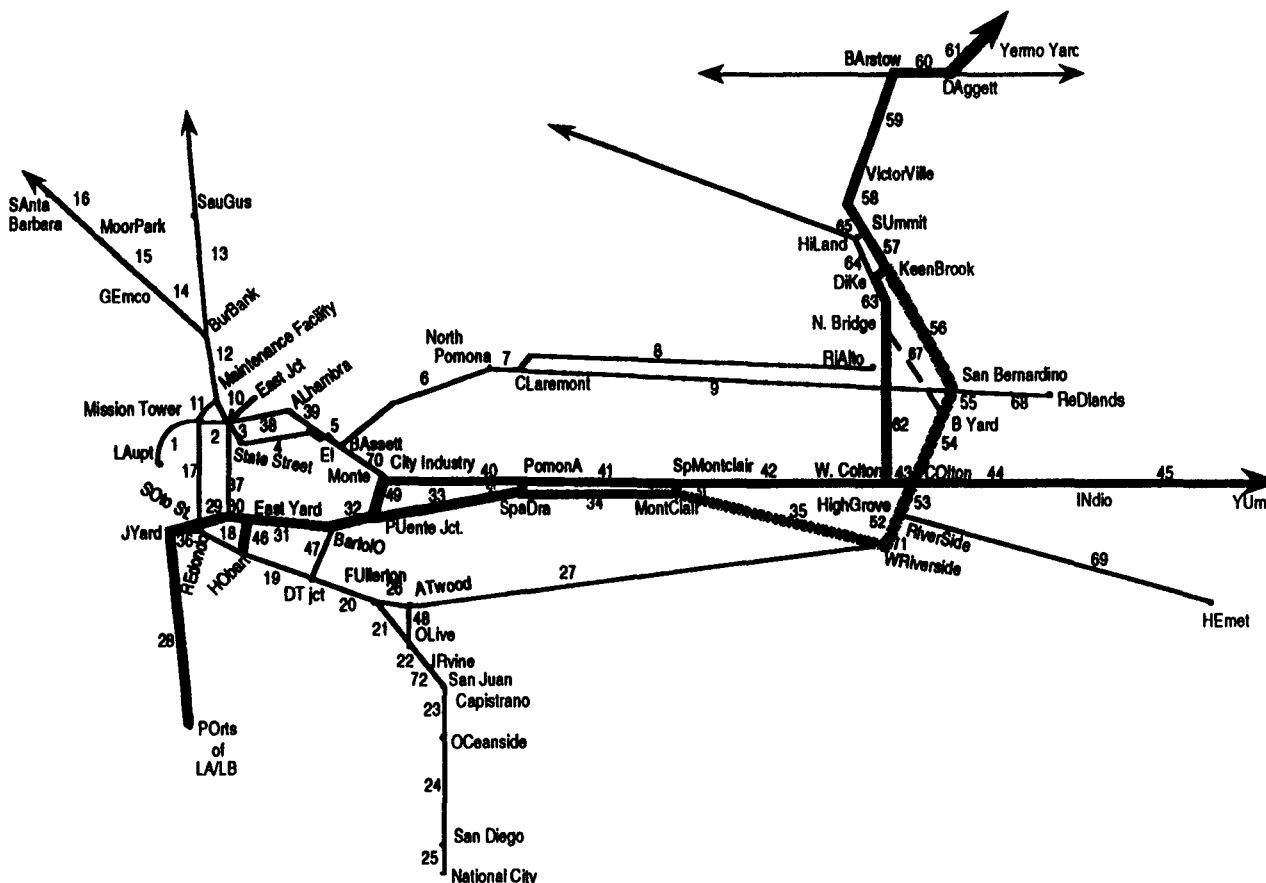 61
Yermo Yarc
BArstow
60
DAggett
59
VictorVille
58
SUmmit
65
HiLand
57
64
KeenBrook
DiKe
63
N. Bridge
56
67
SAnta
Barbara
16
MoorPark
15
GEmco
14
SauGus
13
BurBank
12
Maintenance Facility
10
East Jct
11
Mission Tower
ALhambra
39
38
1
2
3
4
LAupt
State Street
17
37
5
El
Monte
BAssett
70
6
North
Pomona
7
CLaremont
8
RiAlto
9
San Bernardino
55
68
ReDlands
B Yard
54
62
City Industry
40
PomonA
41
SpMontclair
42
W. Colton
43
COlton
44
45
INdio
YUm
49
33
32
PUente Jct.
SpaDra
34
MontClair
35
HighGrove
53
52
RiverSide
71
WRiverside
69
HEmet
SOto St
29
30
East Yard
JYard
36
REdondo
18
HObart
46
31
47
BartolO
19
DT jct
FUllerton
20
26
ATwood
27
48
21
OLive
22
IRvine
72
San Juan
Capistrano
23
OCeanside
24
San Diego
25
National City
28
POrts
of
LA/LB